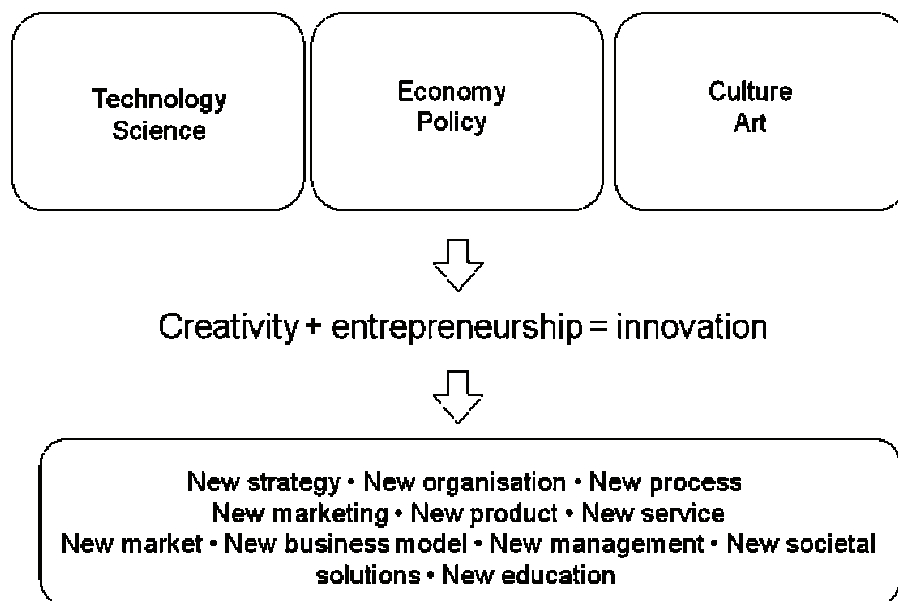 Technology
Science
Economy
Policy
Culture
Art
Creativity + entrepreneurship = innovation
New strategy • New organisation • New process
New marketing • New product • New service
New market • New business model • New management • New societal
solutions • New education